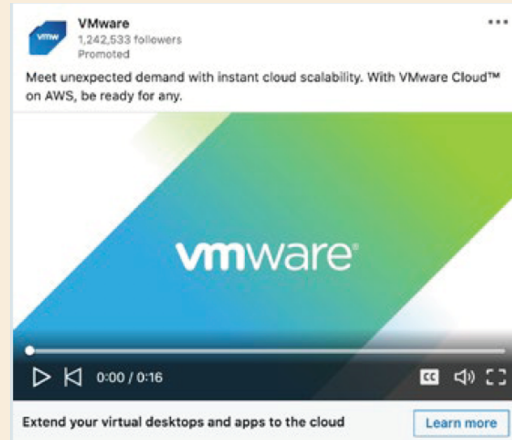 VMware
1,242,533 followers
Promoted
Meet unexpected demand with instant cloud scalability. With VMware Cloud™
on AWS, be ready for any.
vmw
vmware®
0:00 / 0:16
CC
Extend your virtual desktops and apps to the cloud
Learn more